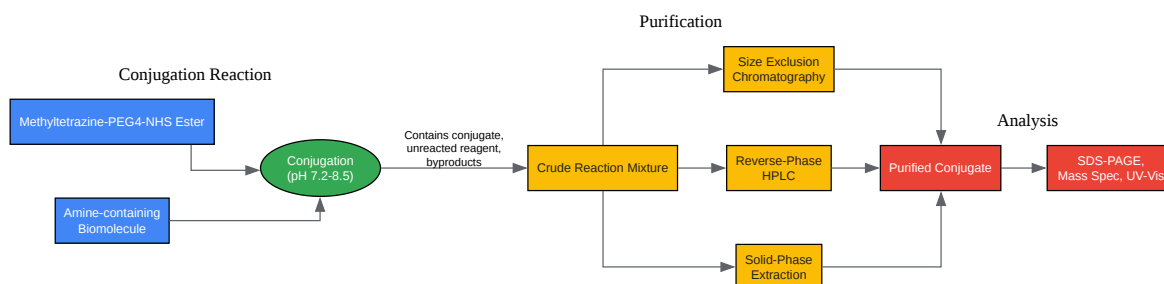 Purification
Conjugation Reaction
Methyltetrazine-PEG4-NHS Ester
Amine-containing
Biomolecule
Conjugation
(pH 7.2-8.5)
Contains conjugate,
unreacted reagent,
byproducts
Crude Reaction Mixture
Size Exclusion
Chromatography
Reverse-Phase
HPLC
Solid-Phase
Extraction
Purified Conjugate
Analysis
SDS-PAGE,
Mass Spec, UV-Vis